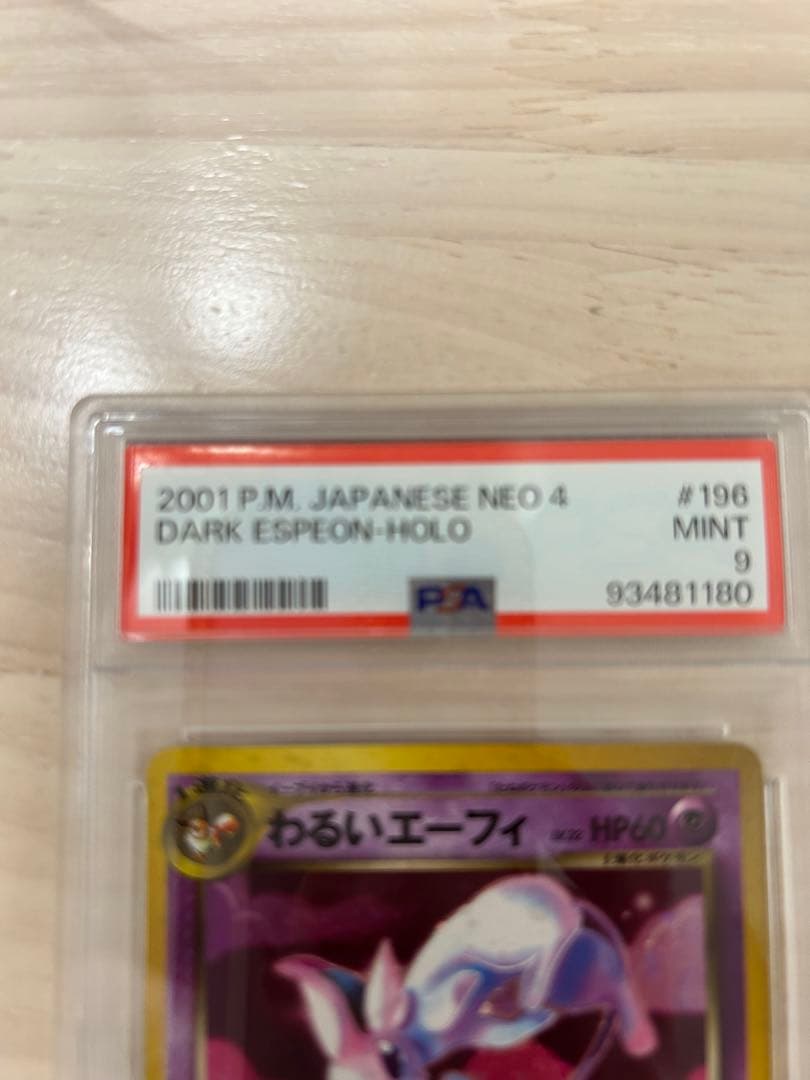 2001 P.M. JAPANESE NEO 4 #196
DARK ESPEON-HOLO MINT
9
PSA 93481180
わるいエーフィ HP60